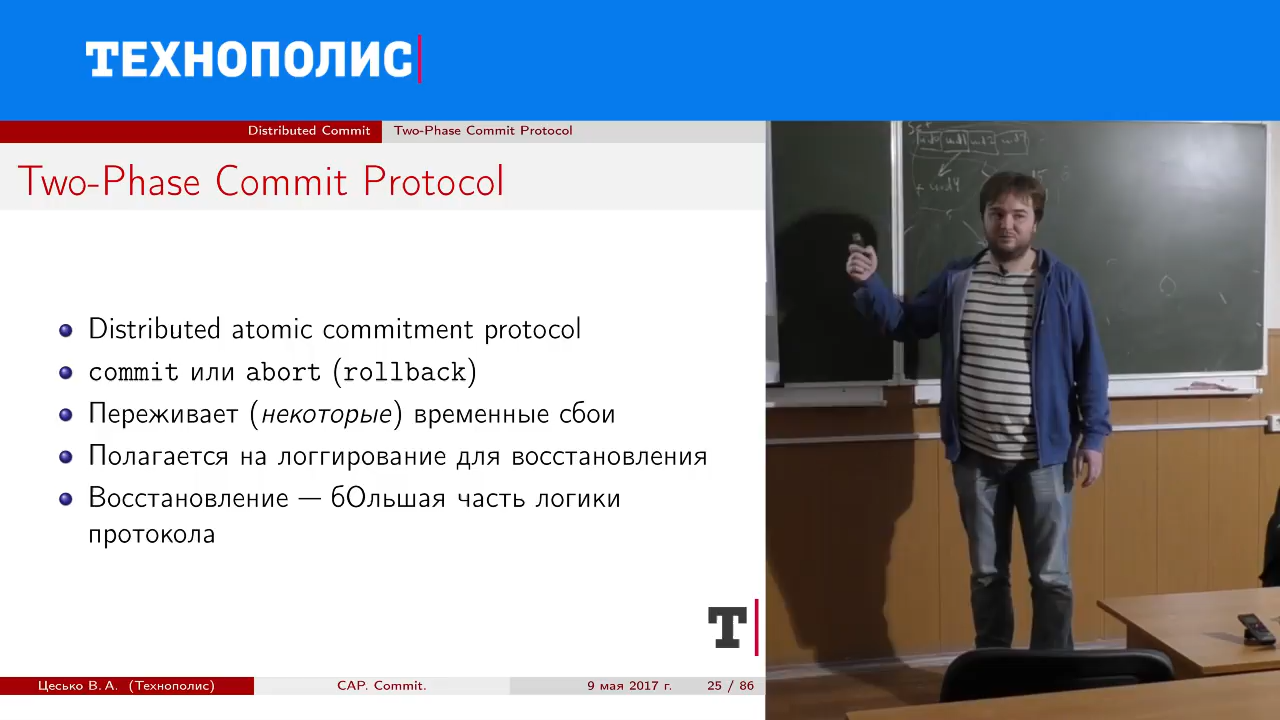 ТЕХНОПОЛИС
Distributed Commit Two-Phase Commit Protocol
Two-Phase Commit Protocol
Distributed atomic commitment protocol
commit или abort (rollback)
Переживает (некоторые) временные сбои
Полагается на логгирование для восстановления
Восстановление — бОльшая часть логики
протокола
Т
Цесько В. А. (Технополис) CAP. Commit. 9 мая 2017 г. 25 / 86